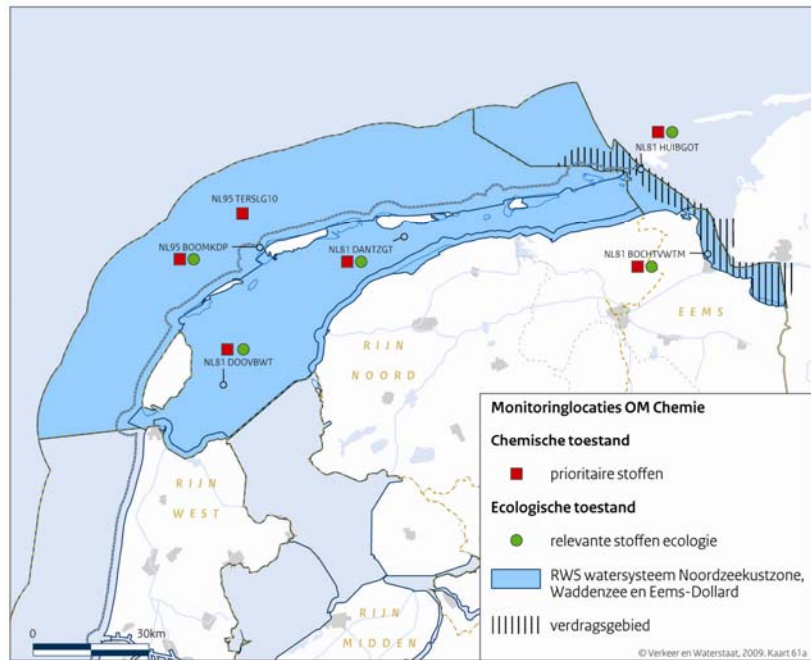 NL81 HUIBGOT
NL95 TERSLG10
NL95 BOOMKDP
NL81 DANTZGT
NL81 BOCHTVWTM
EEMS
NL81 DOOVBWT
RIJN
NOORD
RIJN
WEST
RIJN
MIDDEN
0 30km
Monitoringlocaties OM Chemie
Chemische toestand
prioritaire stoffen
Ecologische toestand
relevante stoffen ecologie
RWS watersysteem Noordzeekustzone,
Waddenzee en Eems-Dollard
verdragsgebied
© Verkeer en Waterstaat, 2009. Kaart 61a